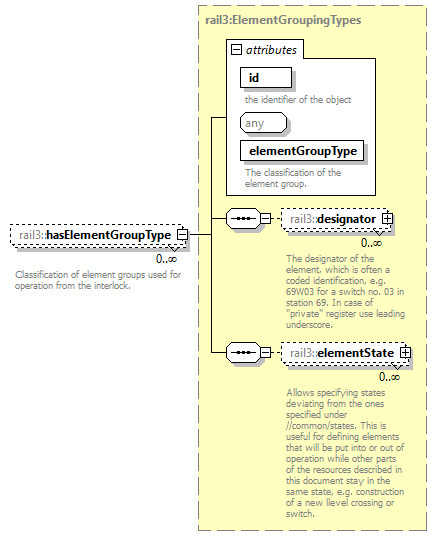 rail3:ElementGroupingTypes
attributes
id
the identifier of the object
any
elementGroupType
The classification of the
element group.
rail3::hasElementGroupType
0..∞
Classification of element groups used for
operation from the interlock.
rail3::designator
0..∞
The designator of the
element, which is often a
coded identification, e.g.
69W03 for a switch no. 03 in
station 69. In case of
"private" register use leading
underscore.
rail3::elementState
0..∞
Allows specifying states
deviating from the ones
specified under
//common/states. This is
useful for defining elements
that will be put into or out of
operation while other parts
of the resources described in
this document stay in the
same state, e.g. construction
of a new llevel crossing or
switch.